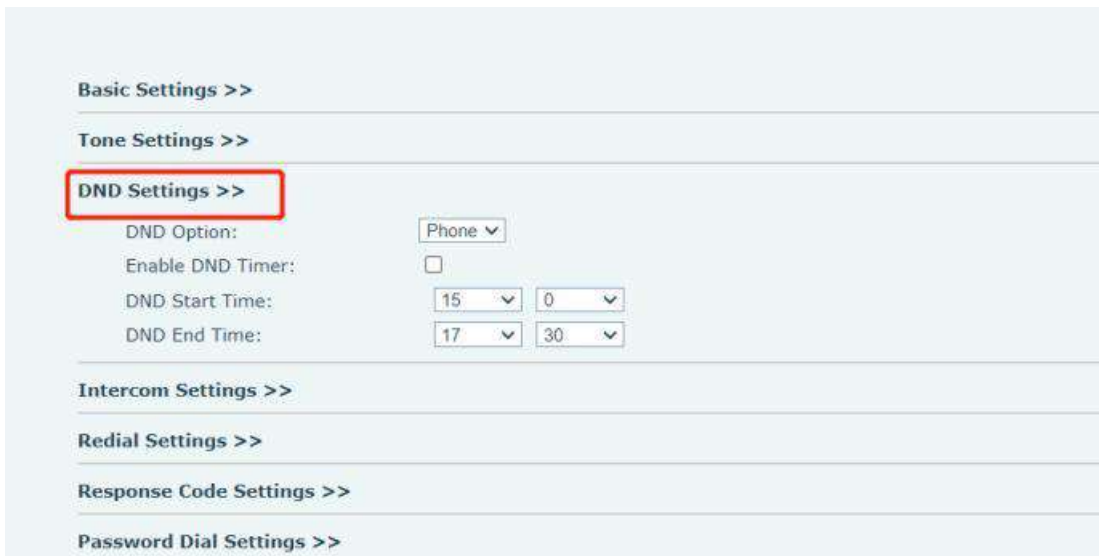 Basic Settings >>
Tone Settings >>
DND Settings >>
DND Option: Phone
Enable DND Timer:
DND Start Time: 15 0
DND End Time: 17 30
Intercom Settings >>
Redial Settings >>
Response Code Settings >>
Password Dial Settings >>